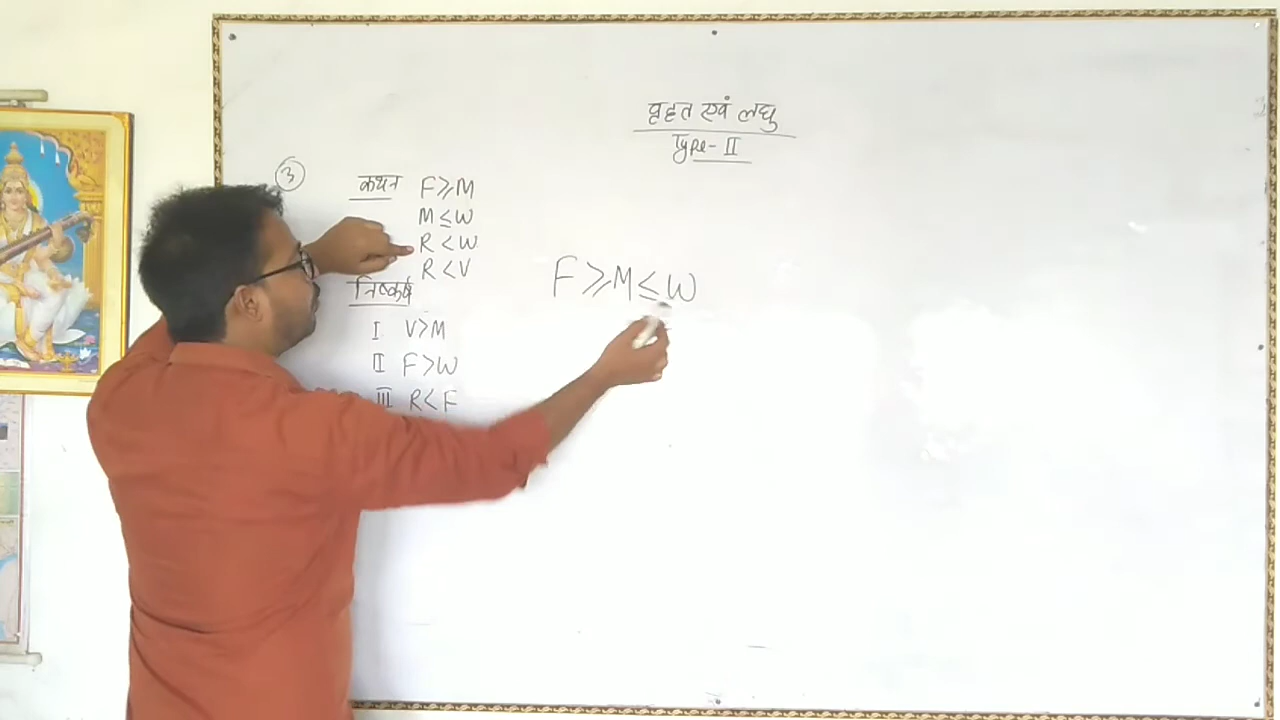 वृहत एवं लघु
Type-II
3
कथन F⩾M
M≤W
R<W
R<V
निष्कर्ष
I V>M
II F>W
III R<F
F⩾M≤W